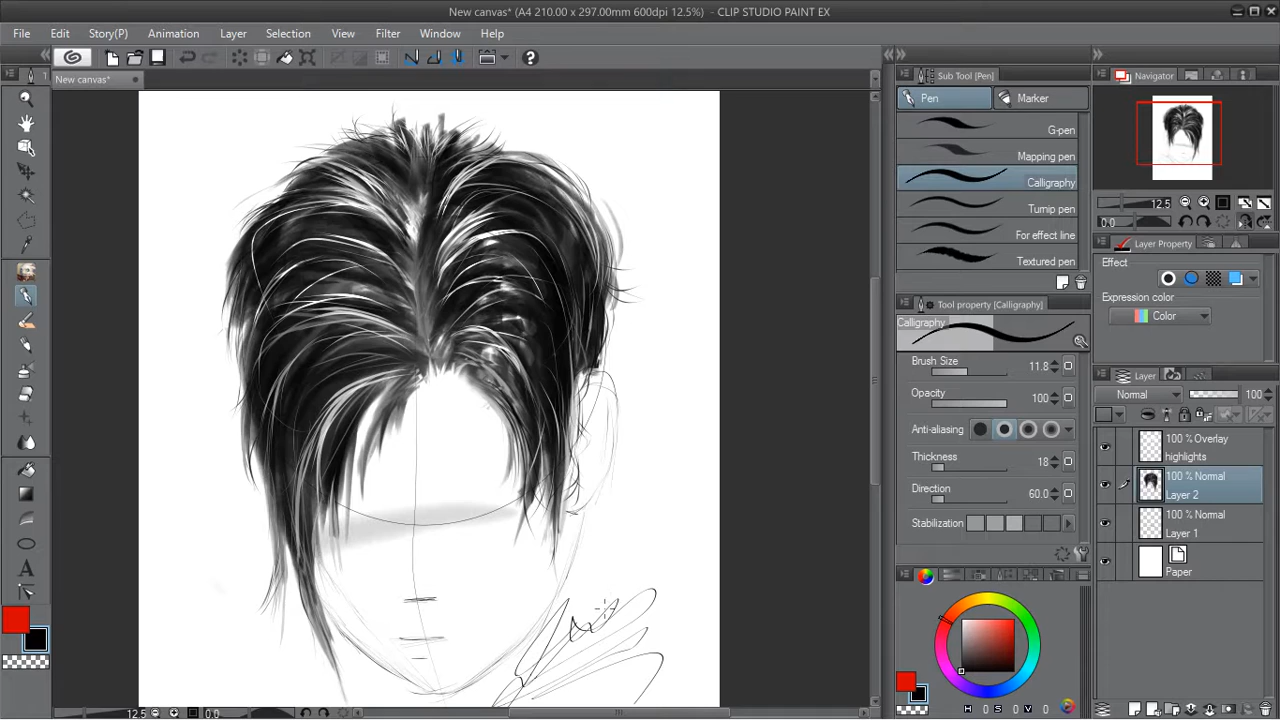 New canvas* (A4 210.00 x 297.00mm 600dpi 12.5%) - CLIP STUDIO PAINT EX
File Edit Story(P) Animation Layer Selection View Filter Window Help
New canvas*
Sub Tool [Pen]
Pen
Marker
G-pen
Mapping pen
Calligraphy
Turnip pen
For effect line
Textured pen
Tool property [Calligraphy]
Calligraphy
Brush Size 11.8
Opacity 100
Anti-aliasing
Thickness 18
Direction 60.0
Stabilization
H 0 S 0 V 0
Navigator
12.5
0.0
Layer Property
Effect
Expression color
Color
Layer
Normal 100
100 % Overlay
highlights
100 % Normal
Layer 2
100 % Normal
Layer 1
Paper
12.5 0.0